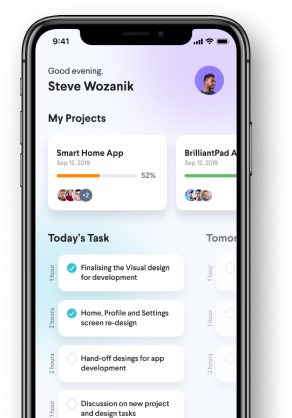 9:41
Good evening,
Steve Wozanik
My Projects
Smart Home App
Sep 12, 2019
52%
+2
BrilliantPad A
Sep 12, 2019
Today's Task
Tomor
1 hour
Finalising the Visual design
for development
1 hour
2 hours
Home, Profile and Settings
screen re-design
1 hour
2 hours
Hand-off desings for app
development
2 hours
1 hour
Discussion on new project
and design tasks